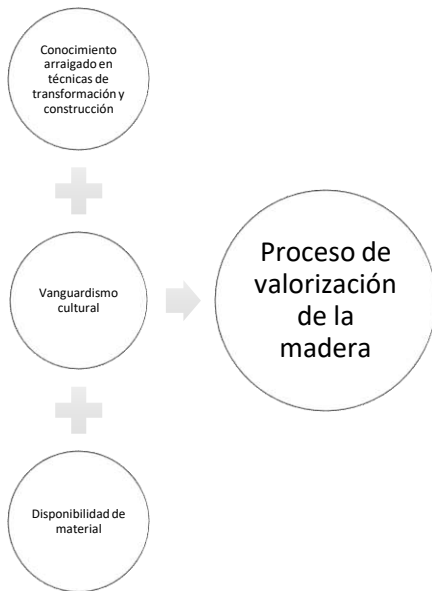 Conocimiento
arraigado en
técnicas de
transformación y
construcción
Vanguardismo
cultural
Disponibilidad de
material
Proceso de
valorización
de la
madera